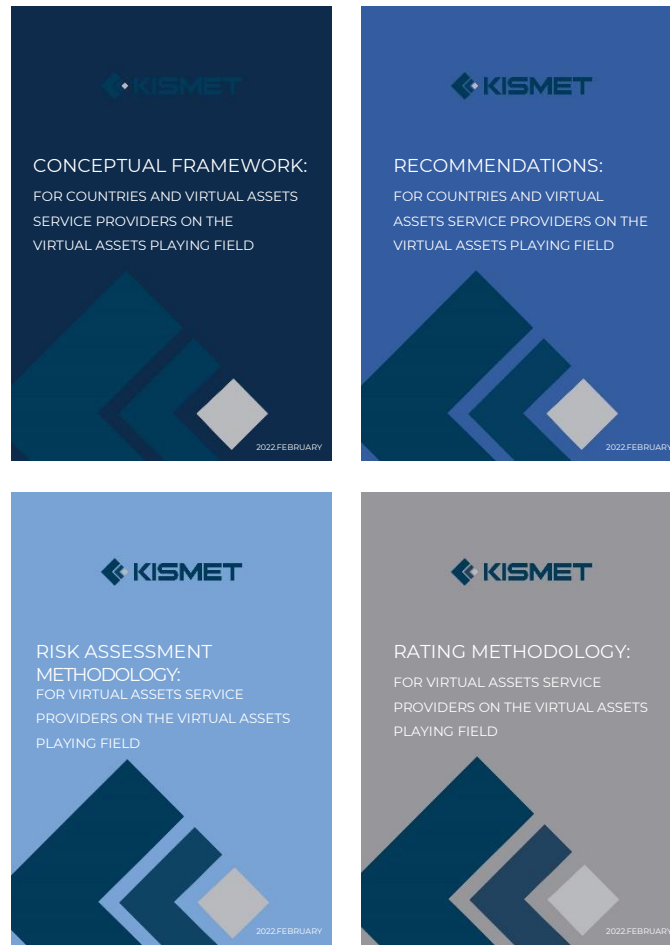 KISMET
CONCEPTUAL FRAMEWORK:
FOR COUNTRIES AND VIRTUAL ASSETS
SERVICE PROVIDERS ON THE
VIRTUAL ASSETS PLAYING FIELD
2022.FEBRUARY
KISMET
RECOMMENDATIONS:
FOR COUNTRIES AND VIRTUAL
ASSETS SERVICE PROVIDERS ON THE
VIRTUAL ASSETS PLAYING FIELD
2022.FEBRUARY
KISMET
RISK ASSESSMENT
METHODOLOGY:
FOR VIRTUAL ASSETS SERVICE
PROVIDERS ON THE VIRTUAL ASSETS
PLAYING FIELD
2022.FEBRUARY
KISMET
RATING METHODOLOGY:
FOR VIRTUAL ASSETS SERVICE
PROVIDERS ON THE VIRTUAL ASSETS
PLAYING FIELD
2022.FEBRUARY